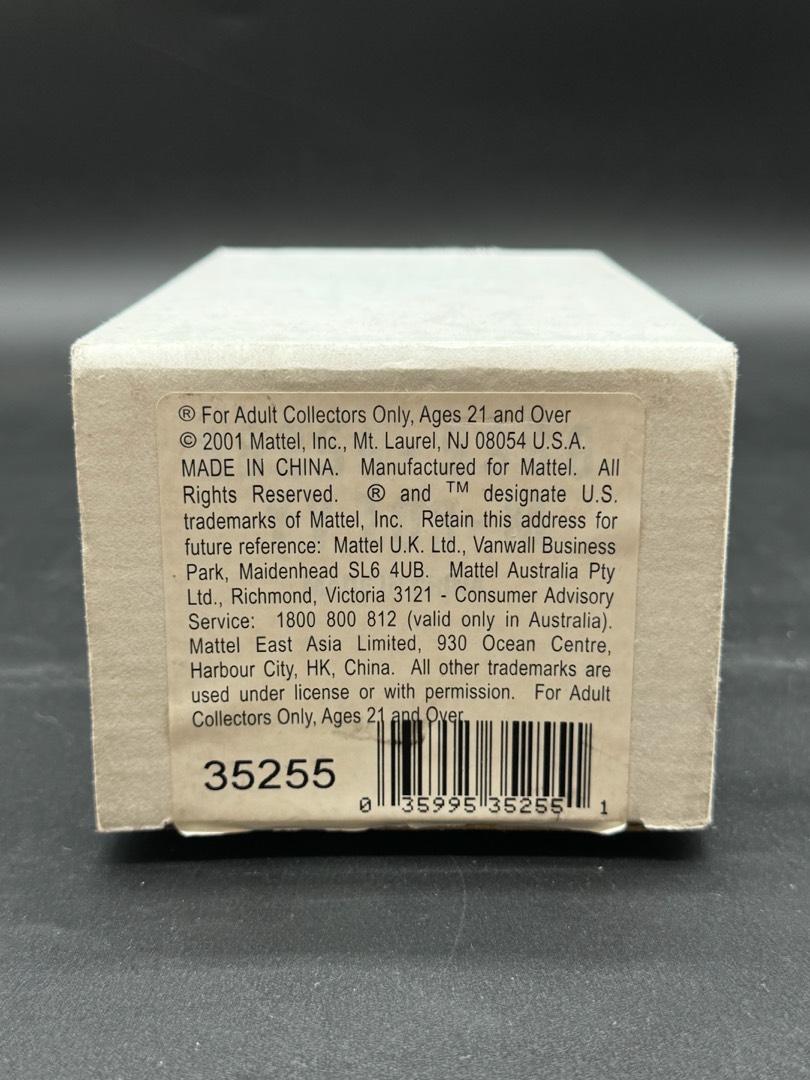 ® For Adult Collectors Only, Ages 21 and Over
© 2001 Mattel, Inc., Mt. Laurel, NJ 08054 U.S.A.
MADE IN CHINA. Manufactured for Mattel. All
Rights Reserved. ® and ™ designate U.S.
trademarks of Mattel, Inc. Retain this address for
future reference: Mattel U.K. Ltd., Vanwall Business
Park, Maidenhead SL6 4UB. Mattel Australia Pty
Ltd., Richmond, Victoria 3121 - Consumer Advisory
Service: 1800 800 812 (valid only in Australia).
Mattel East Asia Limited, 930 Ocean Centre,
Harbour City, HK, China. All other trademarks are
used under license or with permission. For Adult
Collectors Only, Ages 21 and Over
35255
0 35995 35255 1